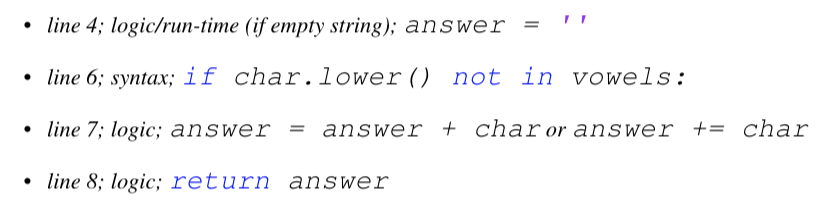 • line 4; logic/run-time (if empty string); answer = ''
• line 6; syntax; if char.lower() not in vowels:
• line 7; logic; answer = answer + char or answer += char
• line 8; logic; return answer